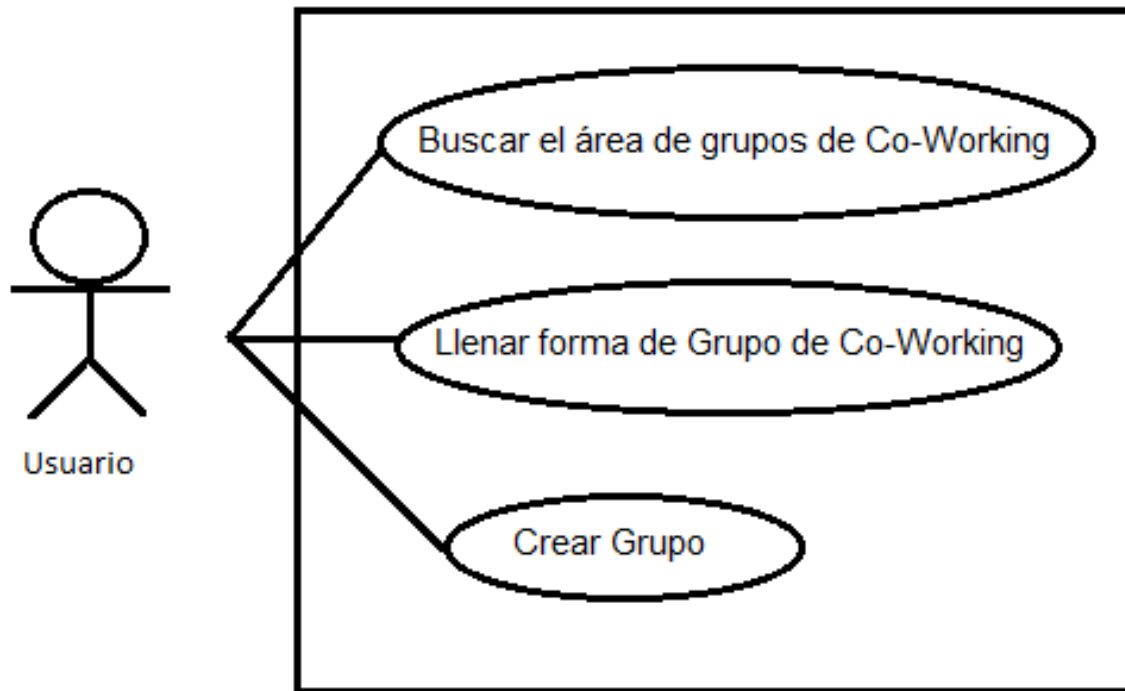 Buscar el área de grupos de Co-Working
Llenar forma de Grupo de Co-Working
Usuario
Crear Grupo